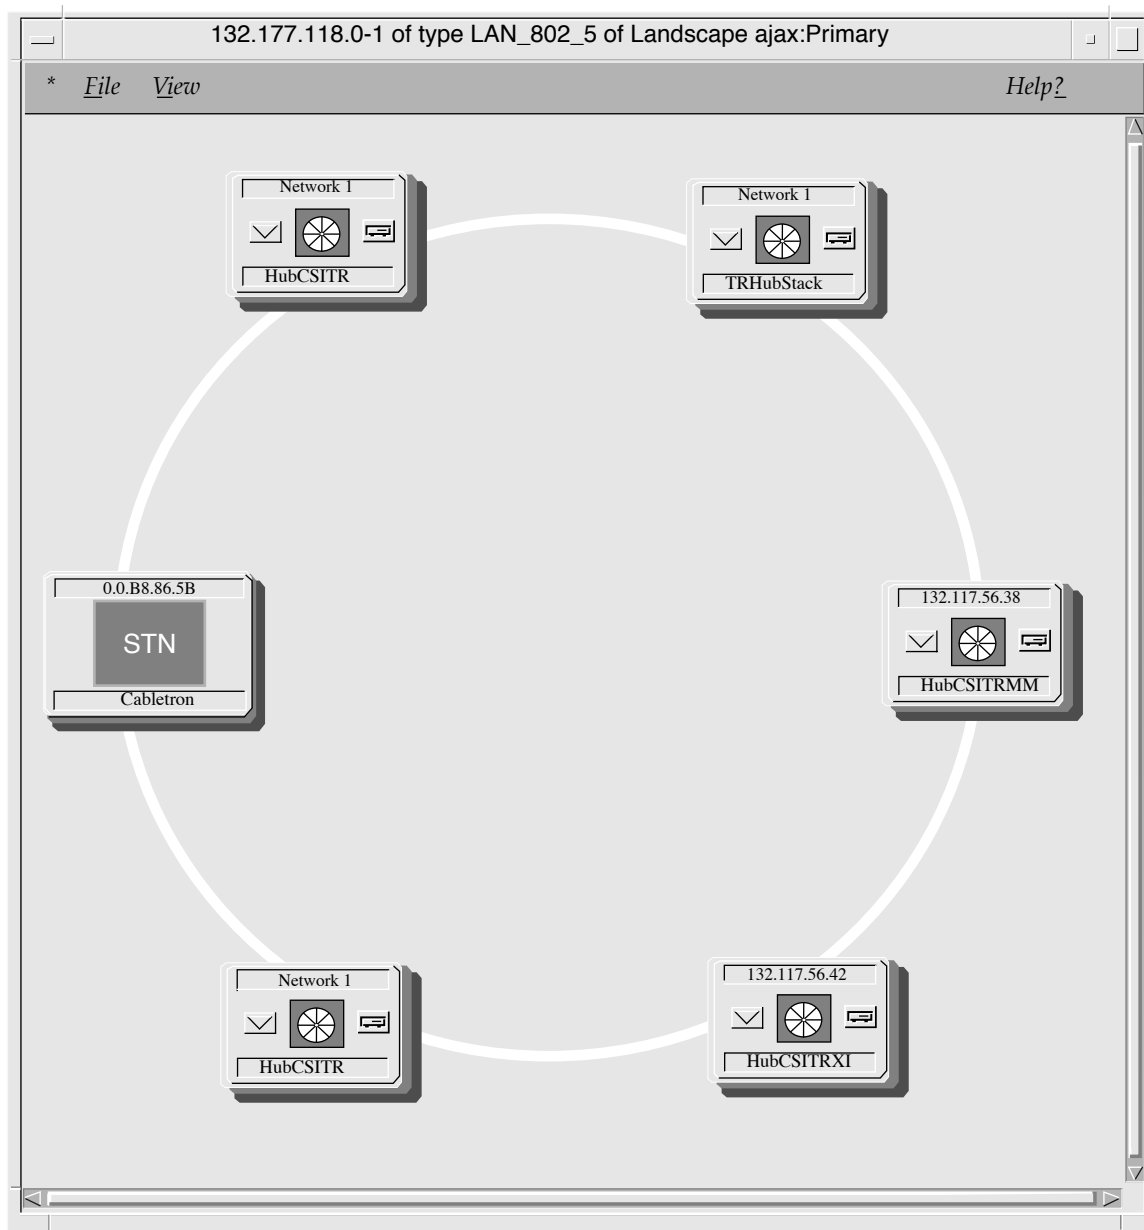 132.177.118.0-1 of type LAN_802_5 of Landscape ajax:Primary
* File View Help?
Network 1
HubCSITR
Network 1
TRHubStack
0.0.B8.86.5B
STN
Cabletron
132.117.56.38
HubCSITRMM
Network 1
HubCSITR
132.117.56.42
HubCSITRXI